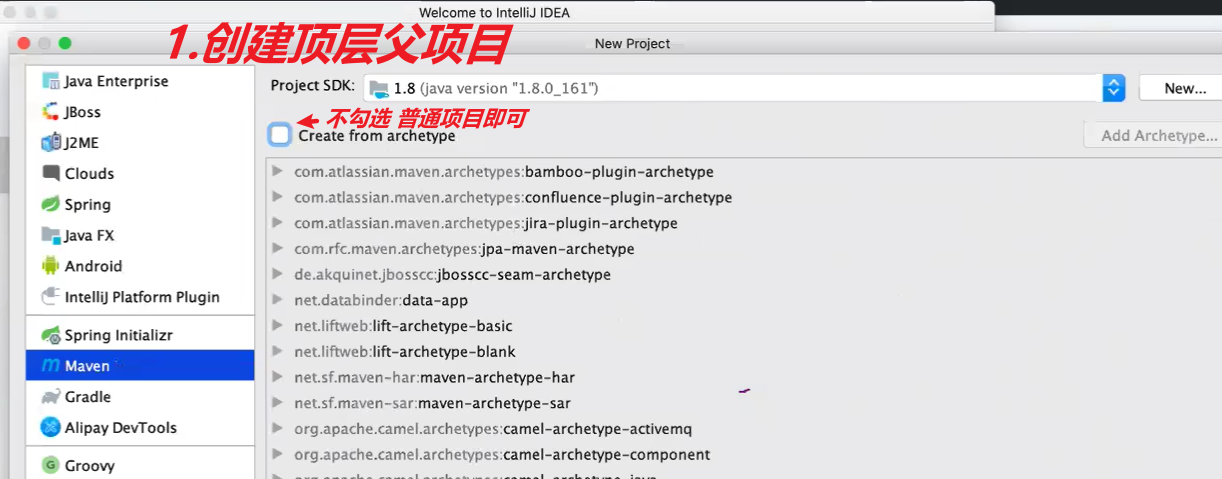 Welcome to IntelliJ IDEA
1.创建顶层父项目
New Project
Java Enterprise
JBoss
J2ME
Clouds
Spring
Java FX
Android
IntelliJ Platform Plugin
Spring Initializr
Maven
Gradle
Alipay DevTools
Groovy
Project SDK: 1.8 (java version "1.8.0_161") New...
不勾选 普通项目即可
Create from archetype Add Archetype...
com.atlassian.maven.archetypes:bamboo-plugin-archetype
com.atlassian.maven.archetypes:confluence-plugin-archetype
com.atlassian.maven.archetypes:jira-plugin-archetype
com.rfc.maven.archetypes:jpa-maven-archetype
de.akquinet.jbosscc:jbosscc-seam-archetype
net.databinder:data-app
net.liftweb:lift-archetype-basic
net.liftweb:lift-archetype-blank
net.sf.maven-har:maven-archetype-har
net.sf.maven-sar:maven-archetype-sar
org.apache.camel.archetypes:camel-archetype-activemq
org.apache.camel.archetypes:camel-archetype-component